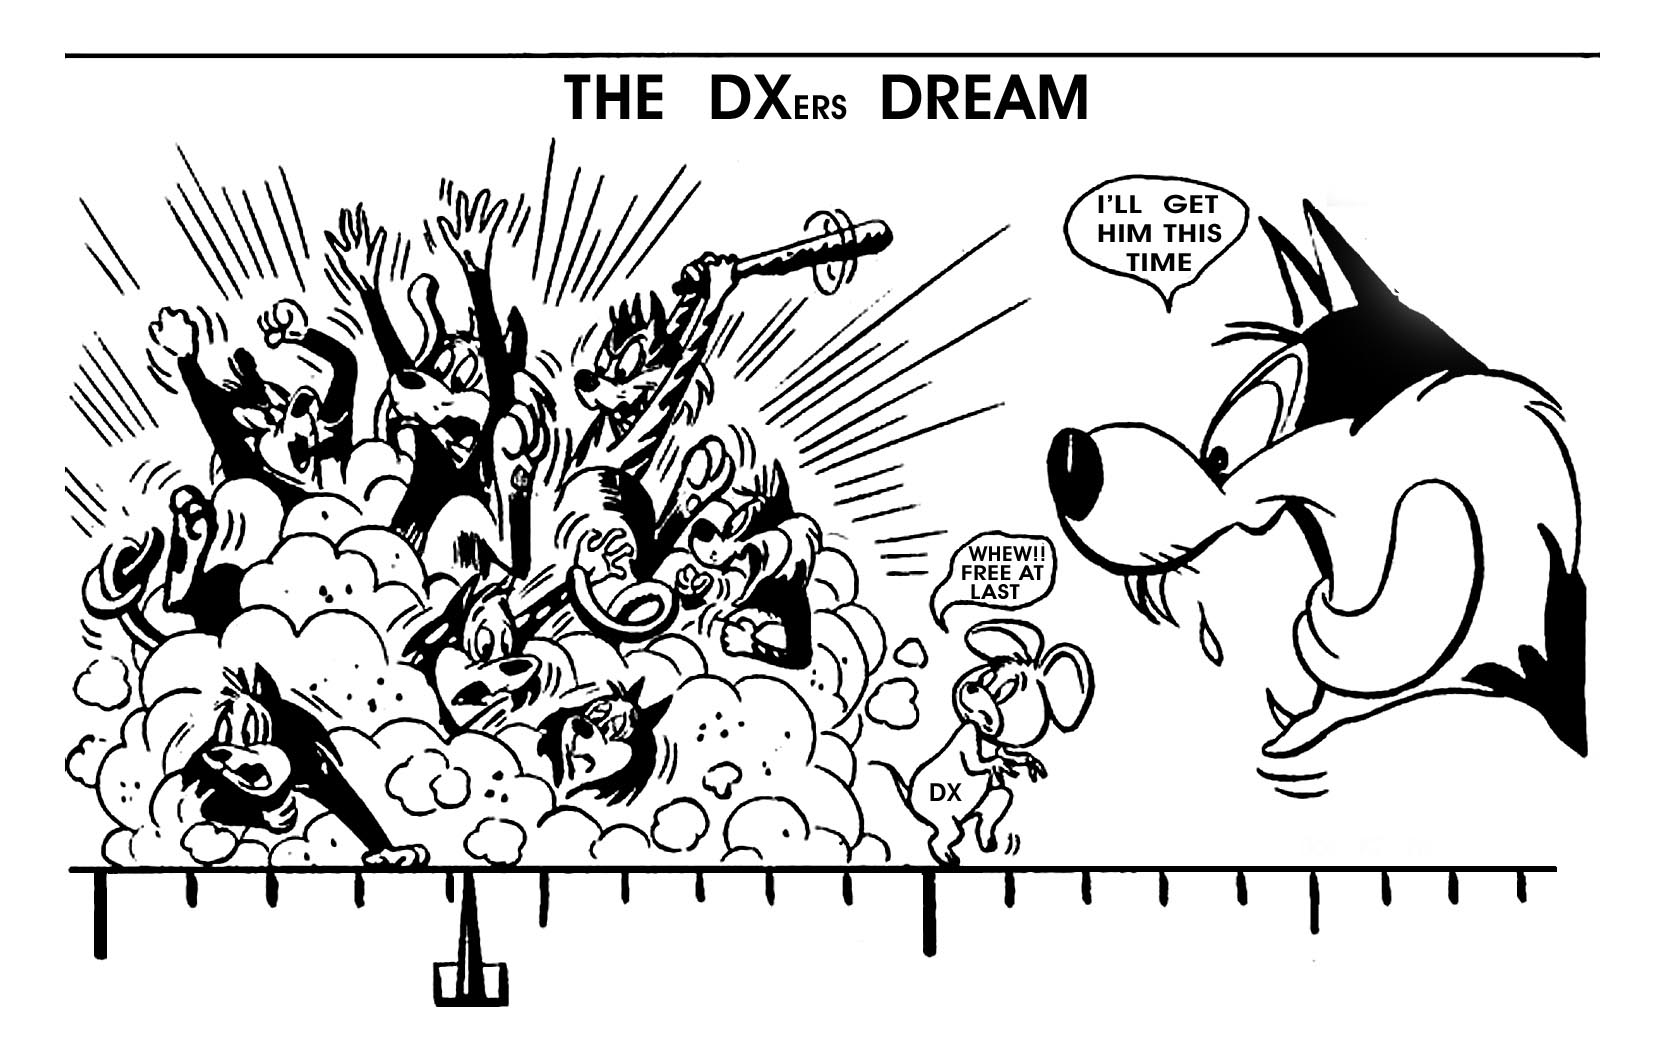 THE DXERS DREAM
I'LL GET
HIM THIS
TIME
WHEW!!
FREE AT
LAST
DX